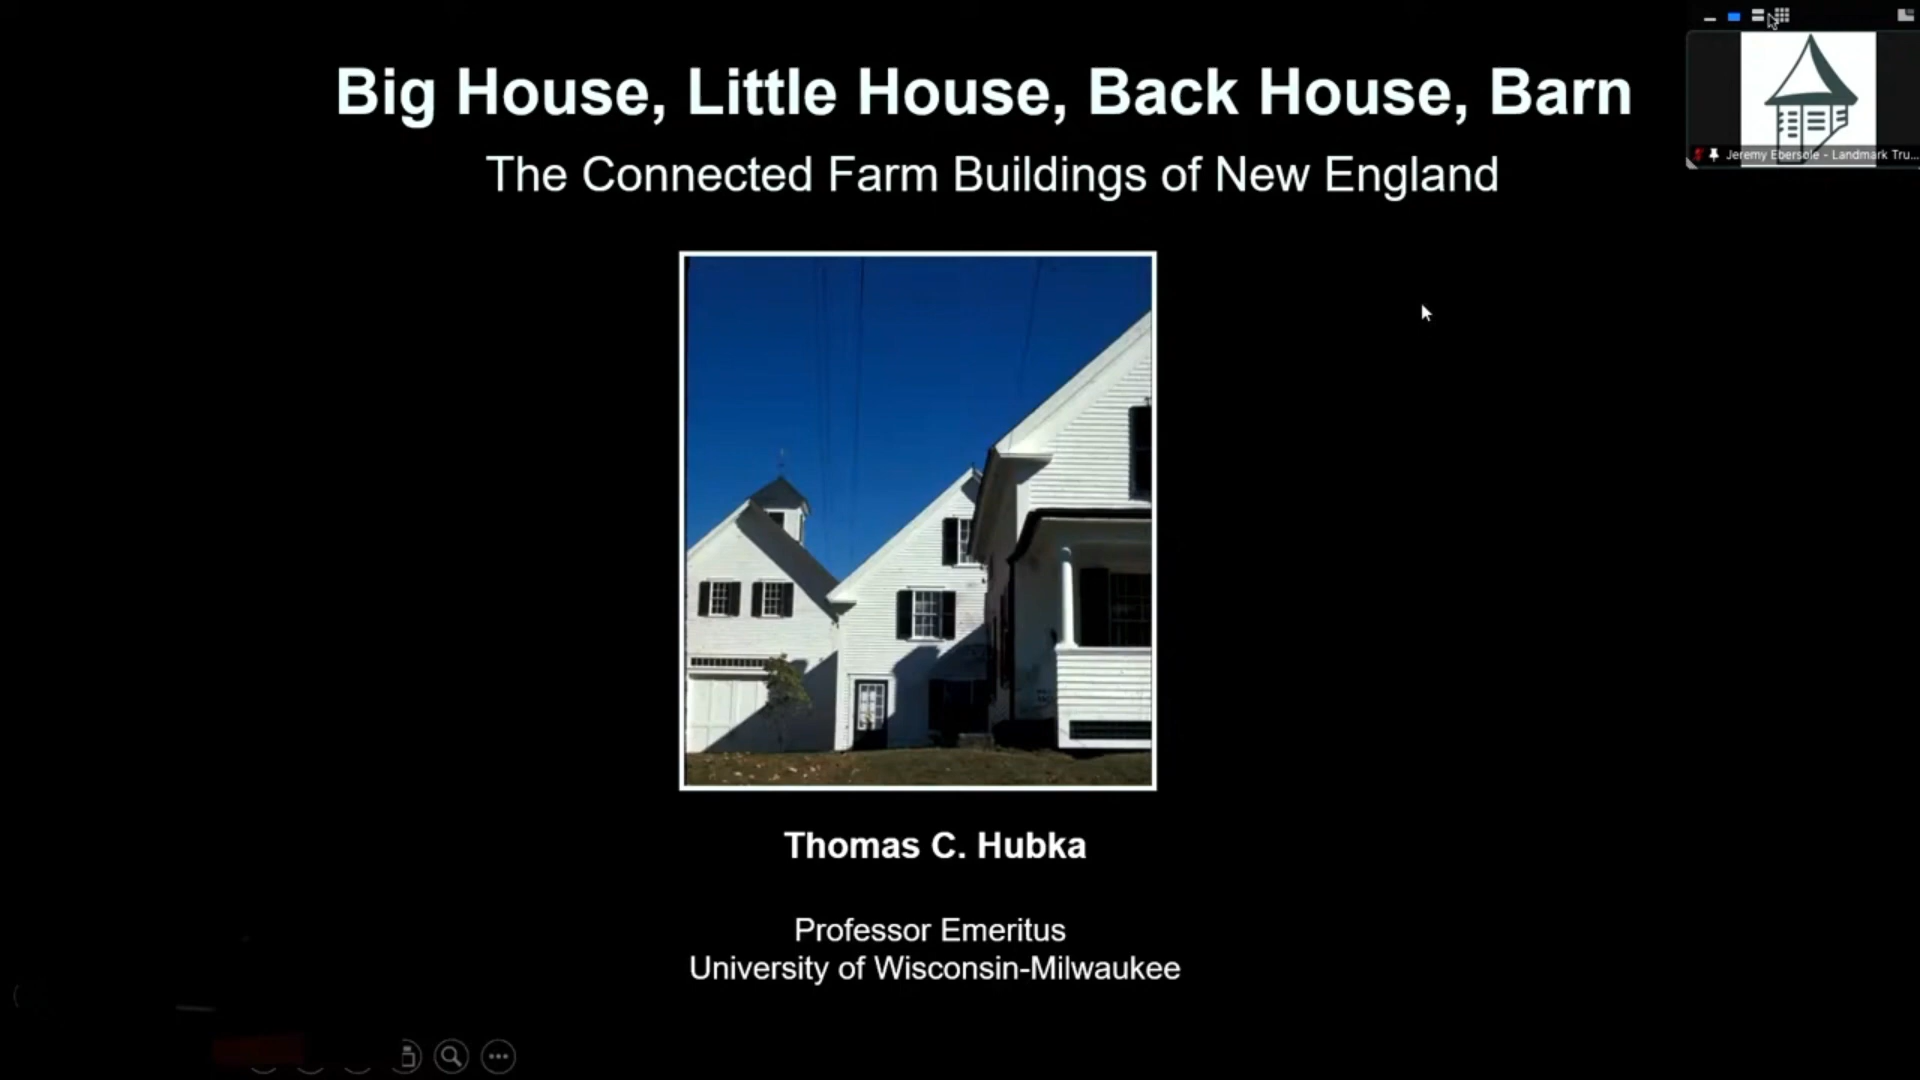 Big House, Little House, Back House, Barn
The Connected Farm Buildings of New England
Jeremy Ebersole - Landmark Tru...
Thomas C. Hubka
Professor Emeritus
University of Wisconsin-Milwaukee